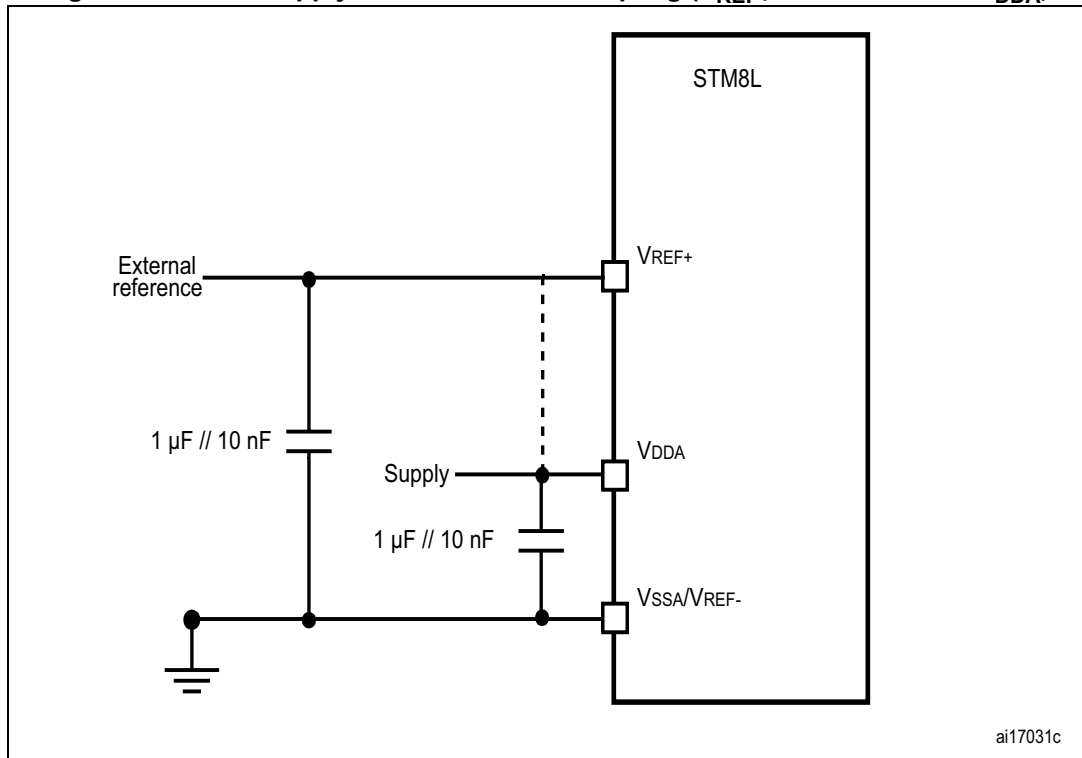 STM8L
VREF+
External
reference
1 µF // 10 nF
VDDA
Supply
1 µF // 10 nF
VSSA/VREF-
ai17031c